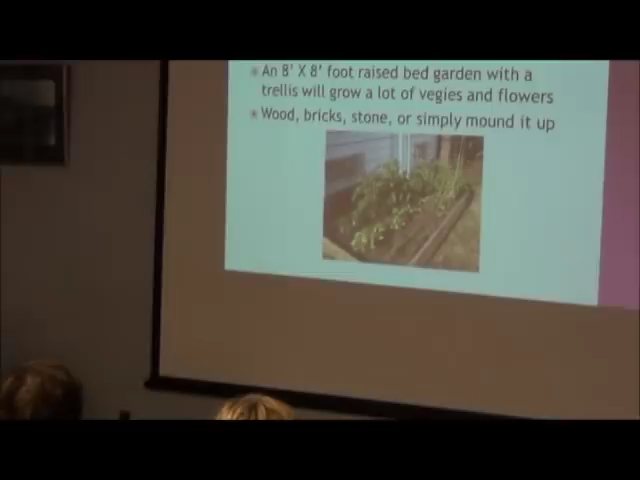 An 8' X 8' foot raised bed garden with a
trellis will grow a lot of vegies and flowers
Wood, bricks, stone, or simply mound it up